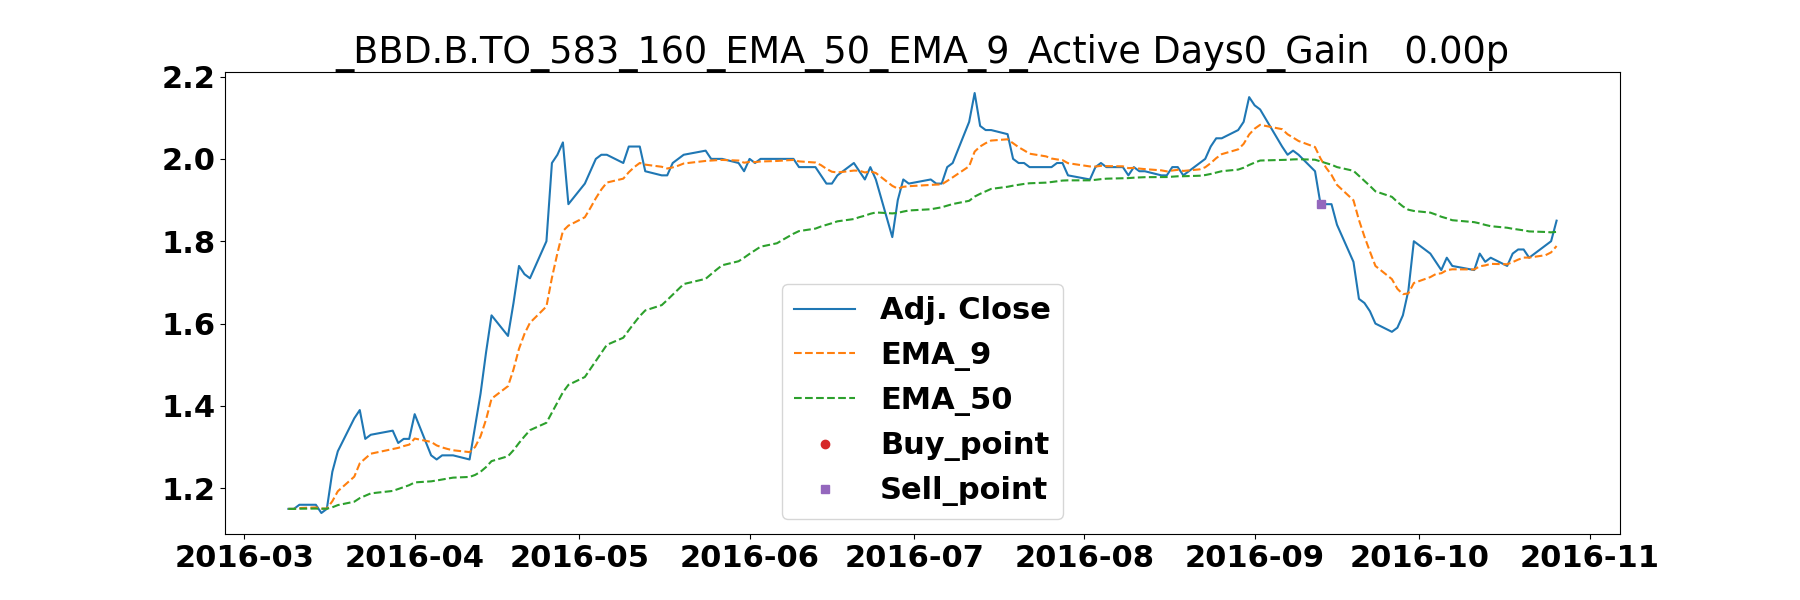 _BBD.B.TO_583_160_EMA_50_EMA_9_Active Days0_Gain   0.00p
2.2
2.0
1.8
1.6
1.4
1.2
Adj. Close
EMA_9
EMA_50
Buy_point
Sell_point
2016-03 2016-04 2016-05 2016-06 2016-07 2016-08 2016-09 2016-10 2016-11